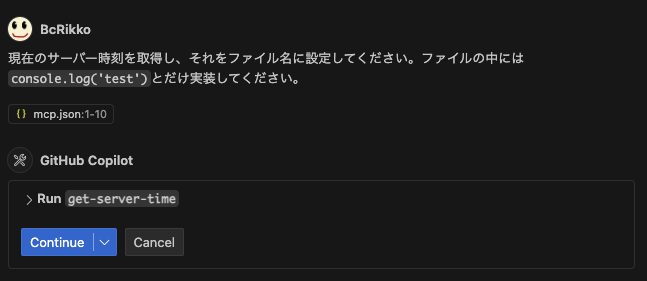 BcRikko
現在のサーバー時刻を取得し、それをファイル名に設定してください。ファイルの中には
console.log('test')とだけ実装してください。
{} mcp.json:1-10
GitHub Copilot
Run get-server-time
Continue Cancel